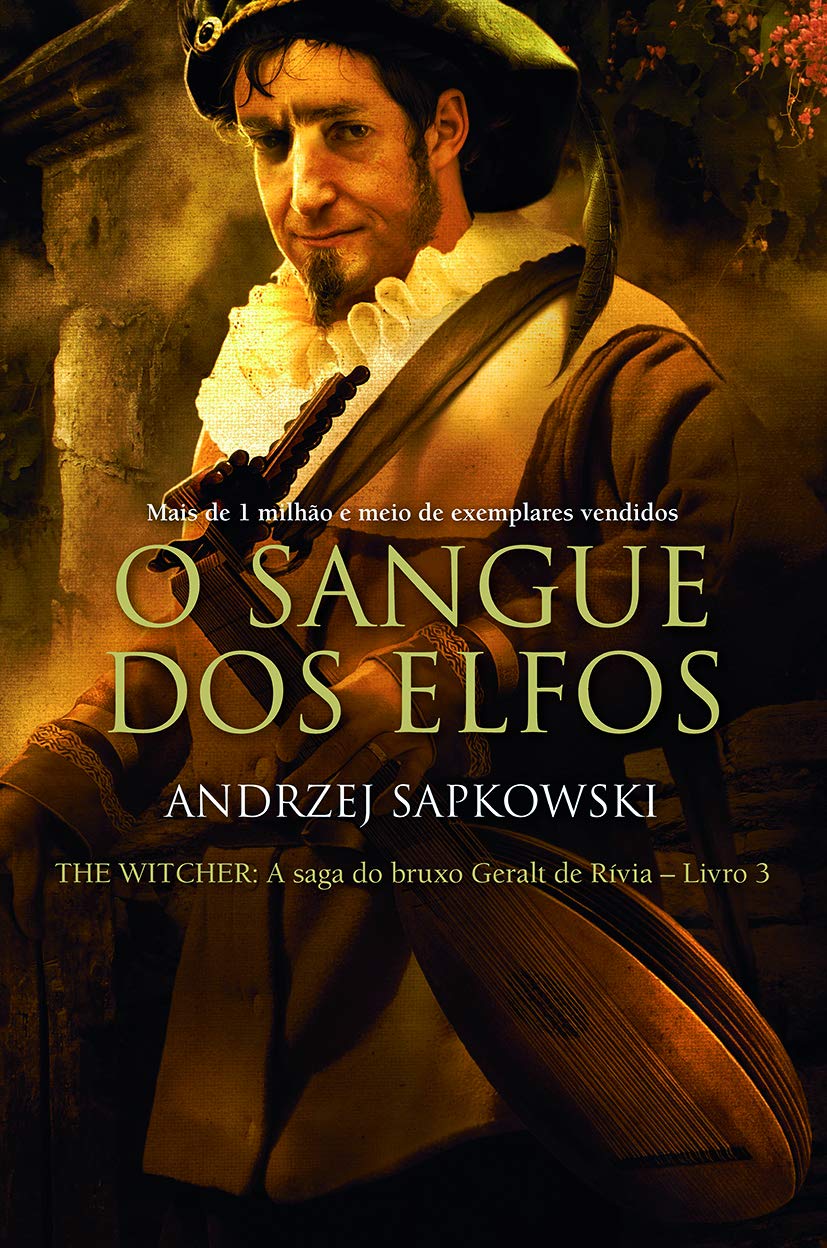 Mais de 1 milhão e meio de exemplares vendidos
O SANGUE
DOS ELFOS
ANDRZEJ SAPKOWSKI
THE WITCHER: A saga do bruxo Geralt de Rívia – Livro 3